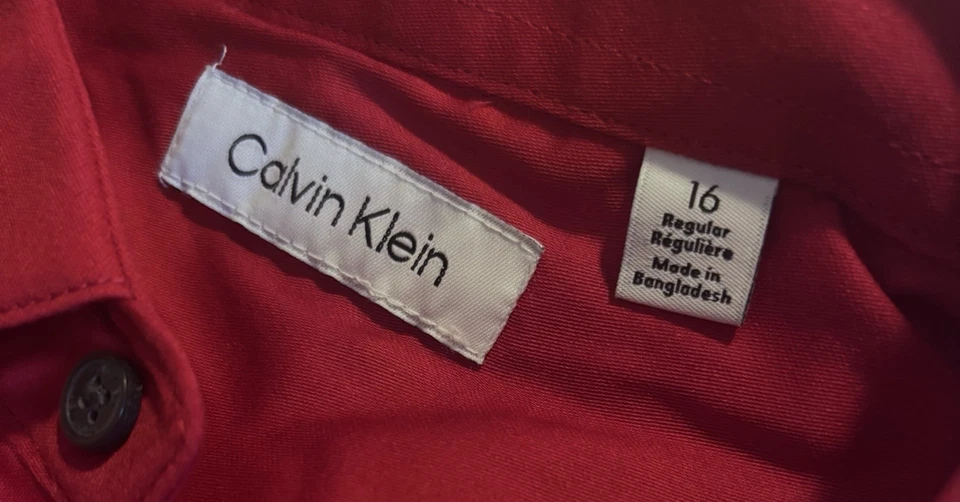 Calvin Klein
16
Regular
Régulière
Made in
Bangladesh